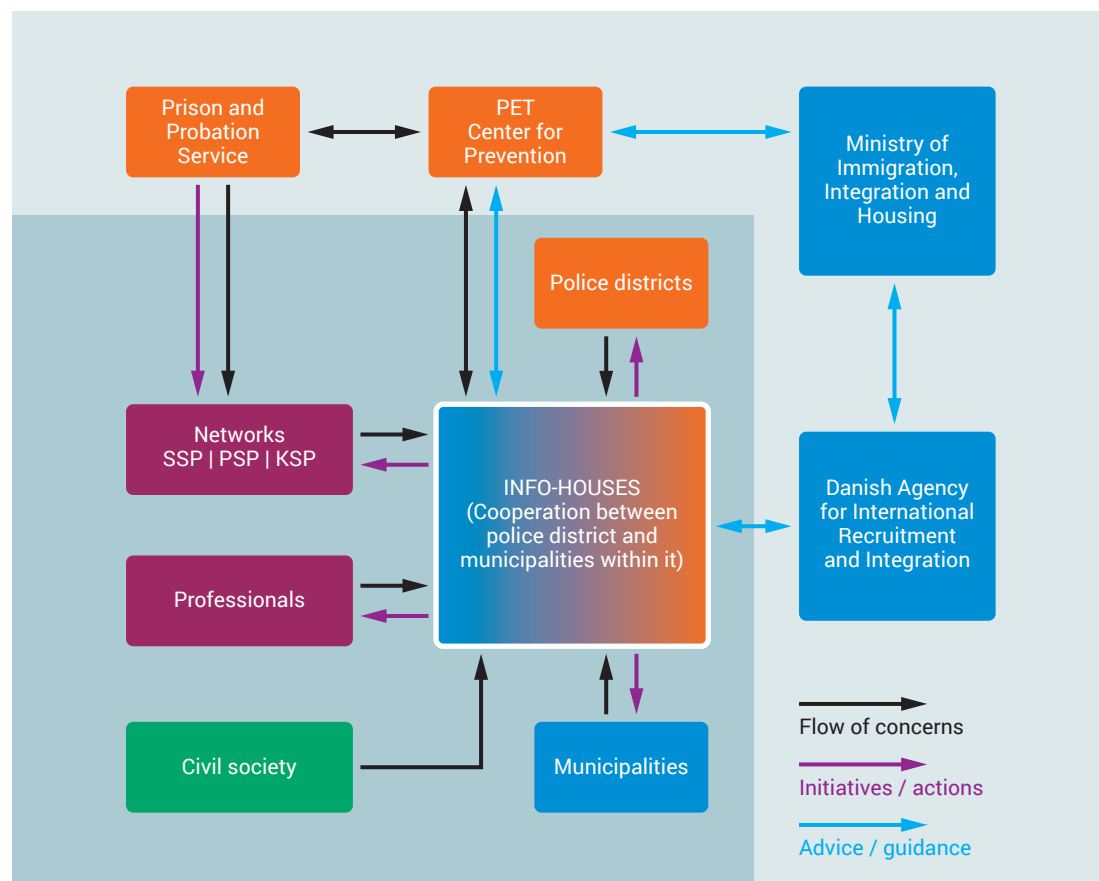 Prison and
Probation
Service
PET
Center for
Prevention
Ministry of
Immigration,
Integration and
Housing
Police districts
Networks
SSP | PSP | KSP
INFO-HOUSES
(Cooperation between
police district and
municipalities within it)
Danish Agency
for International
Recruitment
and Integration
Professionals
Civil society
Municipalities
Flow of concerns
Initiatives / actions
Advice / guidance